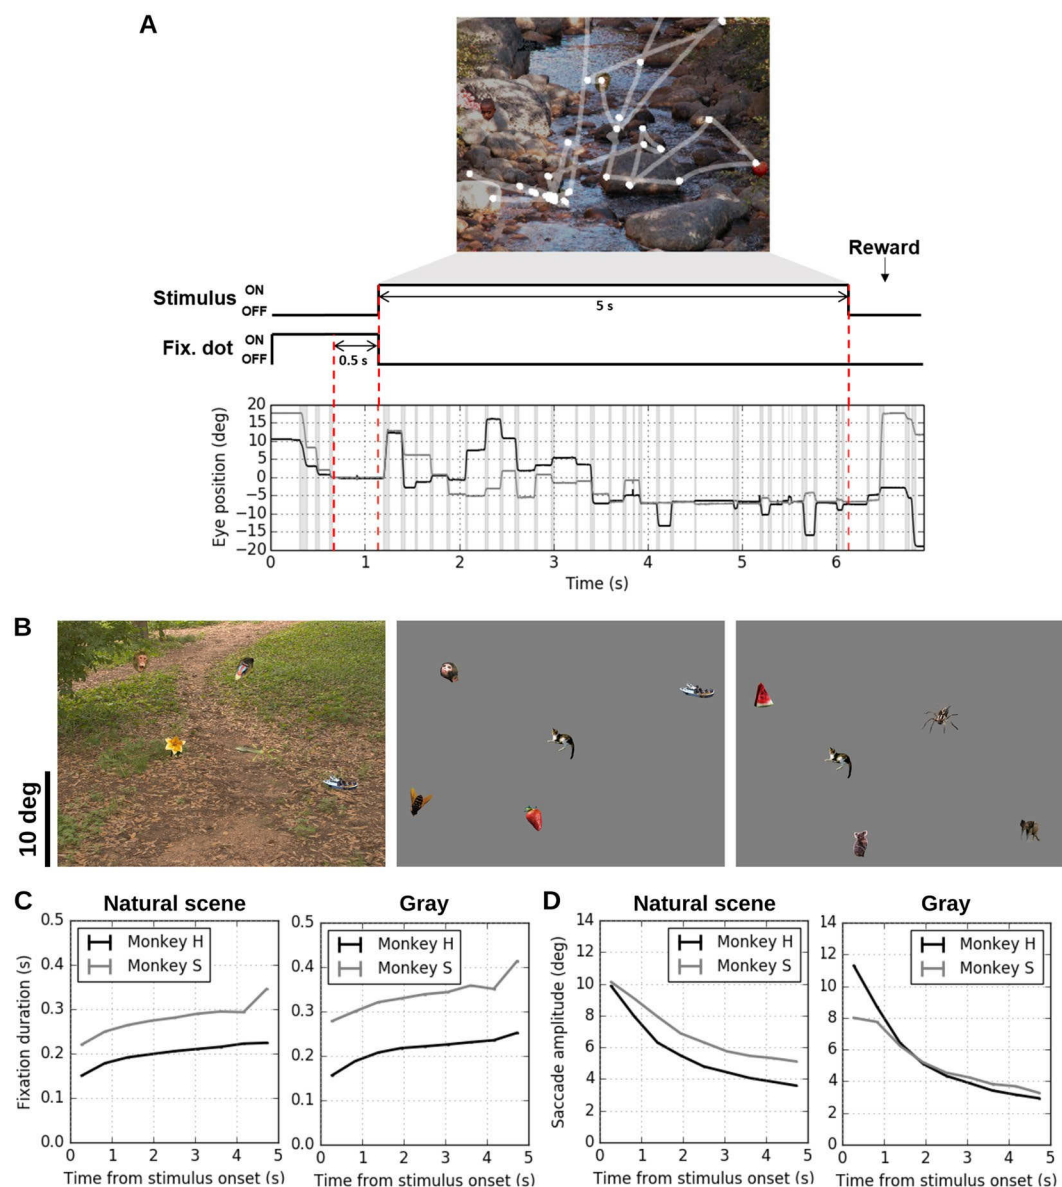 A
Reward
Stimulus
ON
OFF
5 s
Fix. dot
ON
OFF
0.5 s
Eye position (deg)
20
15
10
5
0
−5
−10
−15
−20
0 1 2 3 4 5 6
Time (s)
B
10 deg
C
Natural scene
Gray
Fixation duration (s)
0.5
0.4
0.3
0.2
0.1
0.0
Monkey H
Monkey S
0 1 2 3 4 5
Time from stimulus onset (s)
0.5
0.4
0.3
0.2
0.1
0.0
Monkey H
Monkey S
0 1 2 3 4 5
Time from stimulus onset (s)
D
Natural scene
Gray
Saccade amplitude (deg)
14
12
10
8
6
4
2
0
Monkey H
Monkey S
0 1 2 3 4 5
Time from stimulus onset (s)
14
12
10
8
6
4
2
0
Monkey H
Monkey S
0 1 2 3 4 5
Time from stimulus onset (s)